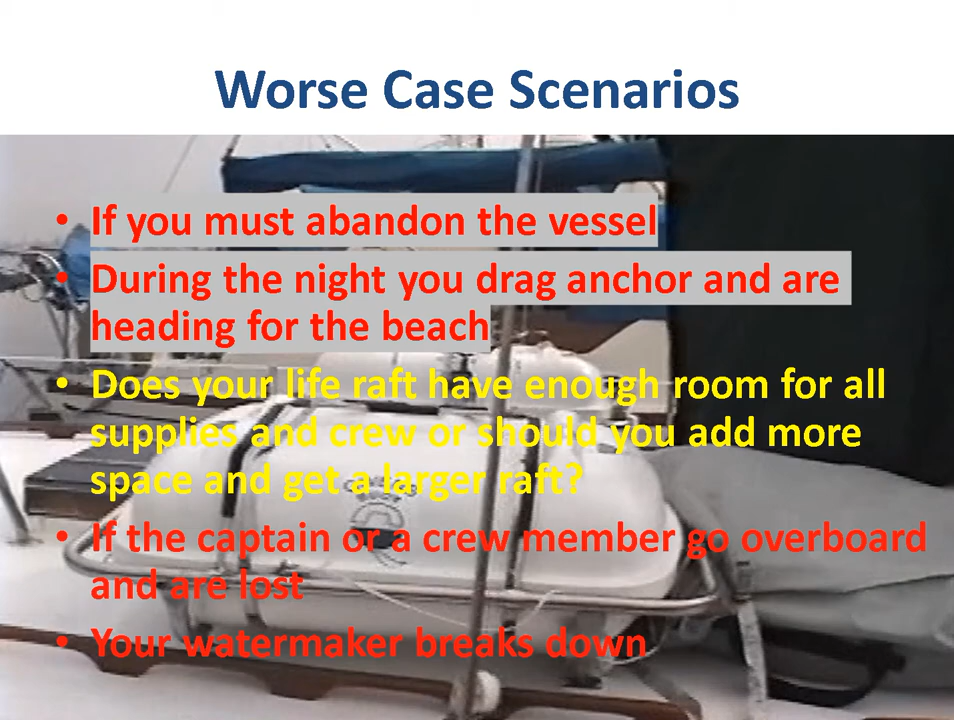 Worse Case Scenarios
• If you must abandon the vessel
• During the night you drag anchor and are
heading for the beach
• Does your life raft have enough room for all
supplies and crew or should you add more
space and get a larger raft?
• If the captain or a crew member go overboard
and are lost
• Your watermaker breaks down